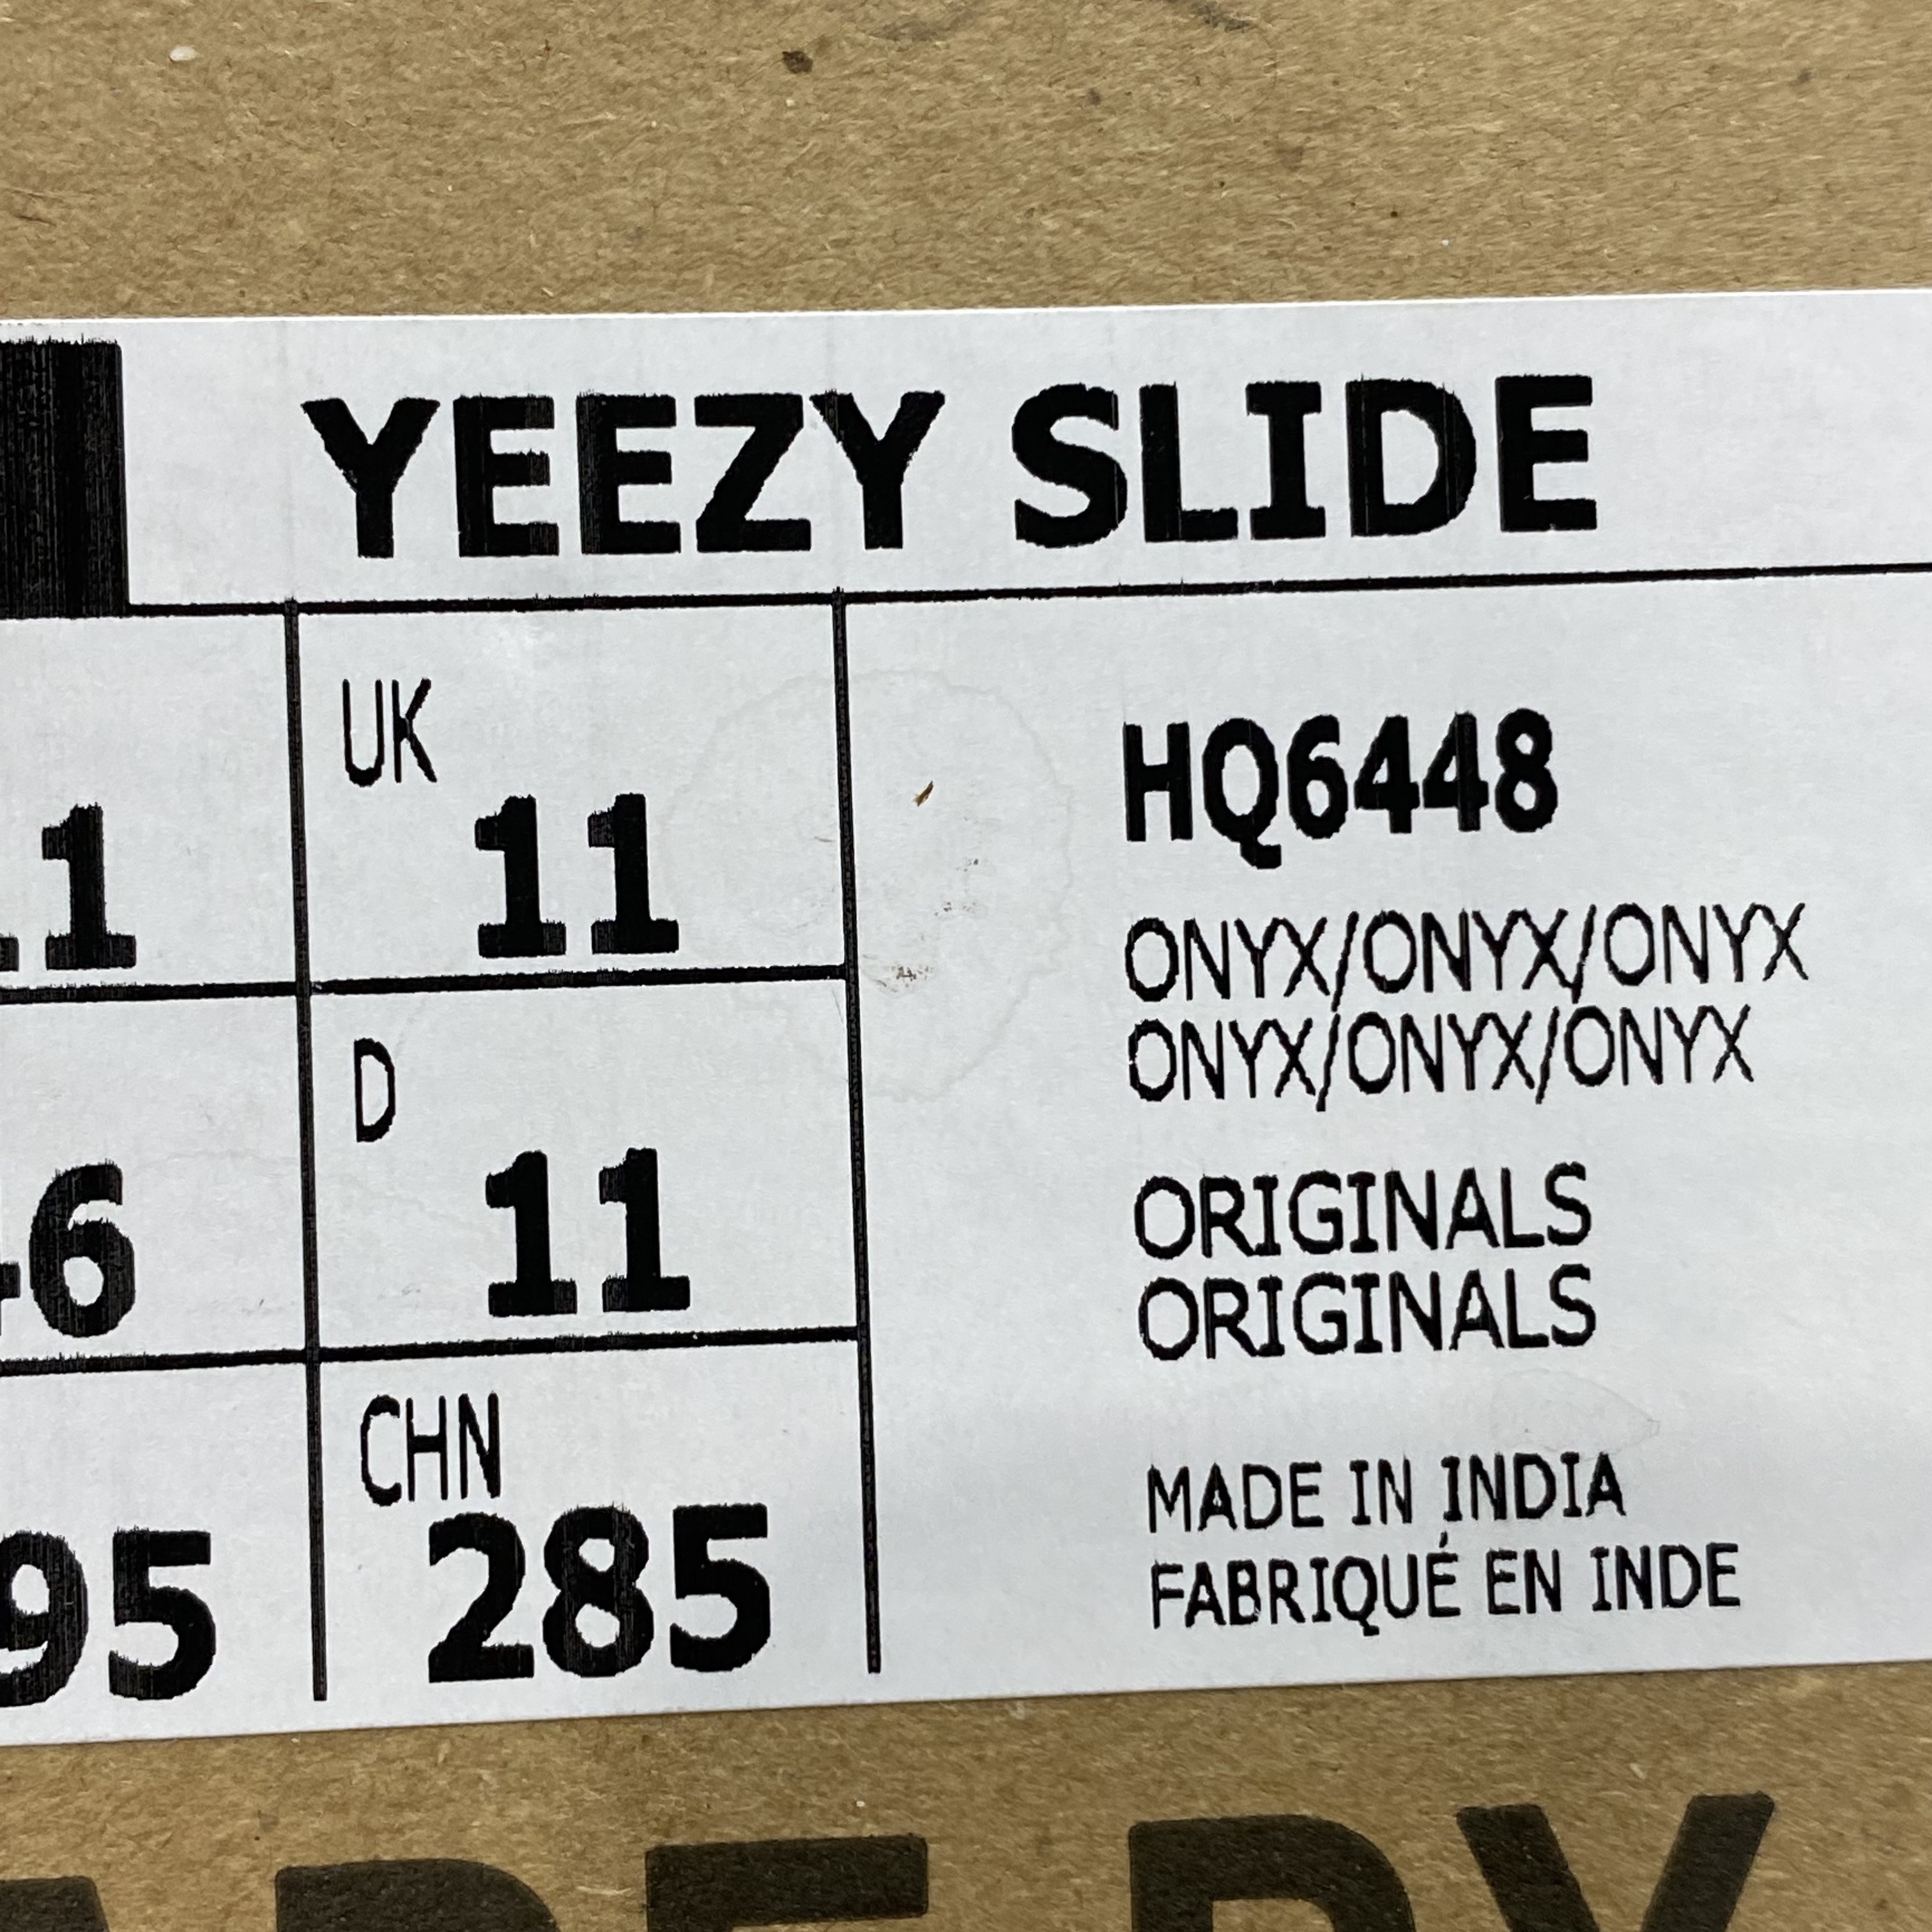 YEEZY SLIDE
UK
11
D
11
CHN
285
HQ6448
ONYX/ONYX/ONYX
ONYX/ONYX/ONYX
ORIGINALS
ORIGINALS
MADE IN INDIA
FABRIQUÉ EN INDE